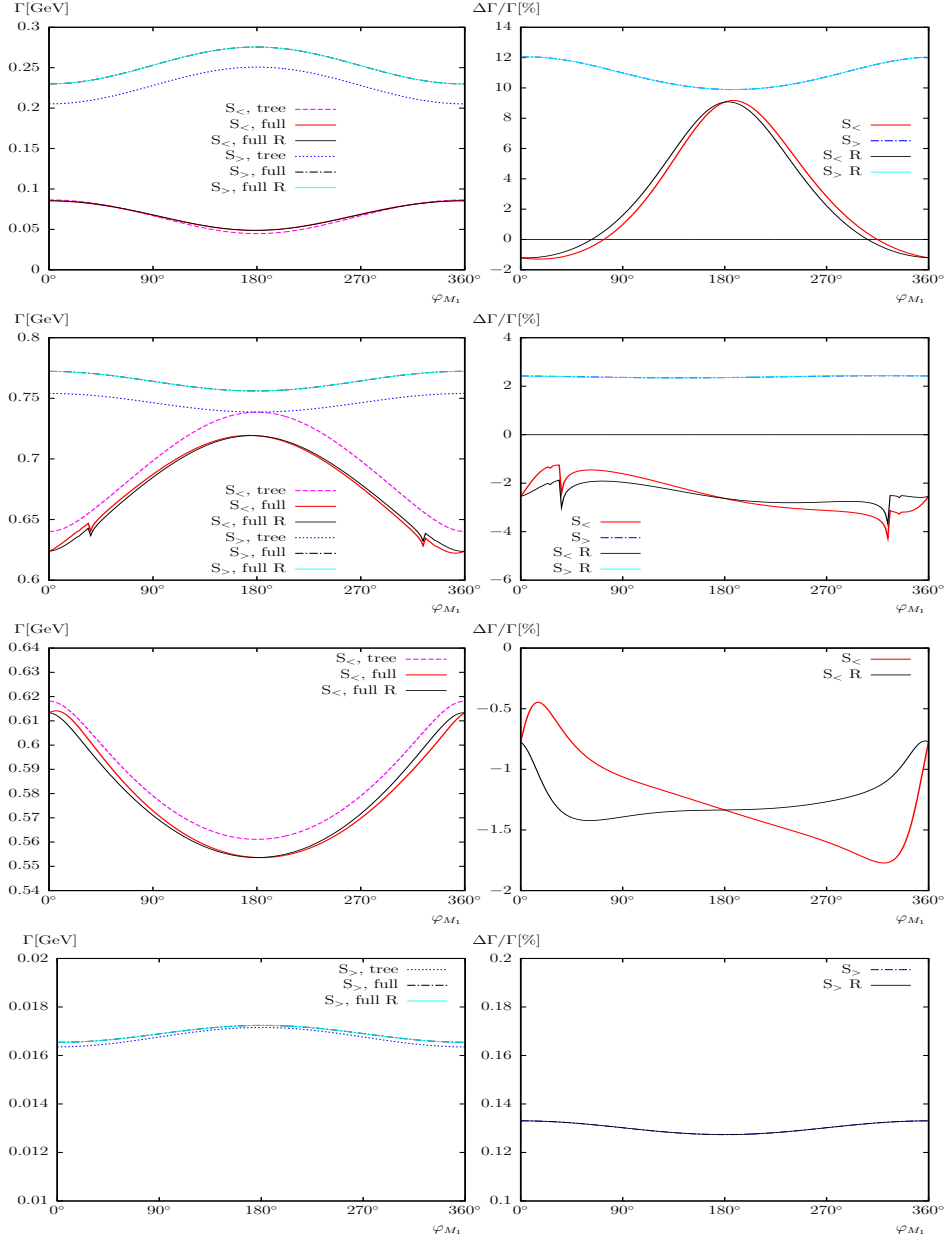 Γ[GeV]
0.3
0.25
0.2
0.15
0.1
0.05
0
S<, tree
S<, full
S<, full R
S>, tree
S>, full
S>, full R
0° 90° 180° 270° 360°
φM1
ΔΓ/Γ[%]
14
12
10
8
6
4
2
0
−2
S<
S>
S< R
S> R
0° 90° 180° 270° 360°
φM1
Γ[GeV]
0.8
0.75
0.7
0.65
0.6
S<, tree
S<, full
S<, full R
S>, tree
S>, full
S>, full R
0° 90° 180° 270° 360°
φM1
ΔΓ/Γ[%]
4
2
0
−2
−4
−6
S<
S>
S< R
S> R
0° 90° 180° 270° 360°
φM1
Γ[GeV]
0.64
0.63
0.62
0.61
0.6
0.59
0.58
0.57
0.56
0.55
0.54
S<, tree
S<, full
S<, full R
0° 90° 180° 270° 360°
φM1
ΔΓ/Γ[%]
0
−0.5
−1
−1.5
−2
S<
S< R
0° 90° 180° 270° 360°
φM1
Γ[GeV]
0.02
0.018
0.016
0.014
0.012
0.01
S>, tree
S>, full
S>, full R
0° 90° 180° 270° 360°
φM1
ΔΓ/Γ[%]
0.2
0.18
0.16
0.14
0.13
0.12
0.1
S>
S> R
0° 90° 180° 270° 360°
φM1